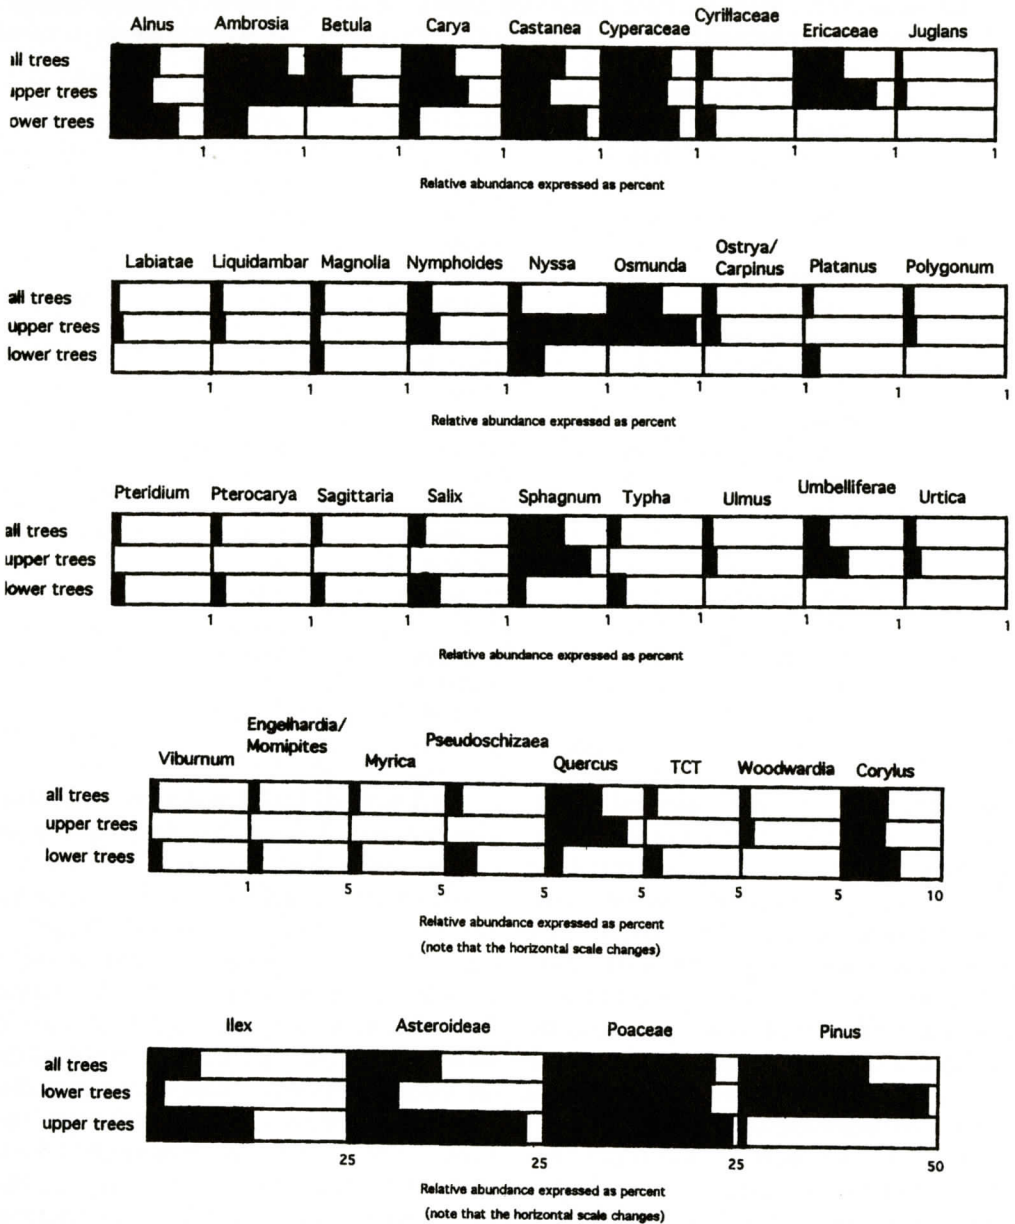 Alnus Ambrosia Betula Carya Castanea Cyperaceae Cyrillaceae Ericaceae Juglans
all trees
upper trees
lower trees
1 1 1 1 1 1 1 1 1
Relative abundance expressed as percent
Labiatae Liquidambar Magnolia Nymphoides Nyssa Osmunda Ostrya/ Carpinus Platanus Polygonum
all trees
upper trees
lower trees
1 1 1 1 1 1 1 1 1
Relative abundance expressed as percent
Pteridium Pterocarya Sagittaria Salix Sphagnum Typha Ulmus Umbelliferae Urtica
all trees
upper trees
lower trees
1 1 1 1 1 1 1 1 1
Relative abundance expressed as percent
Viburnum Engelhardia/ Momipites Myrica Pseudoschizaea Quercus TCT Woodwardia Corylus
all trees
upper trees
lower trees
1 5 5 5 5 5 5 10
Relative abundance expressed as percent
(note that the horizontal scale changes)
Ilex Asteroideae Poaceae Pinus
all trees
lower trees
upper trees
25 25 25 50
Relative abundance expressed as percent
(note that the horizontal scale changes)